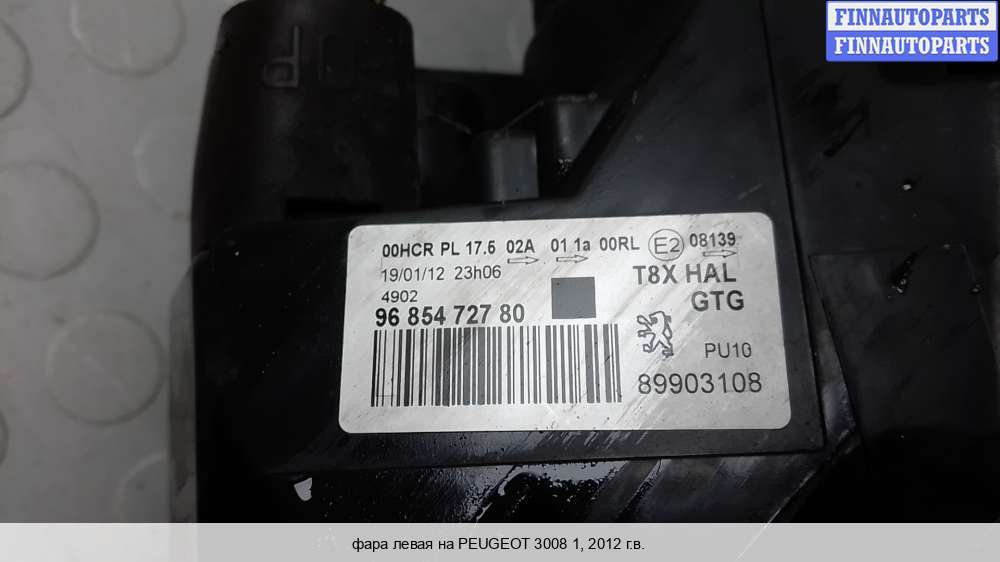 FINNAUTOPARTS
FINNAUTOPARTS
00HCR PL 17.5 02A 01 1a 00RL E2 08139
19/01/12 23h06
T8X HAL
4902
GTG
96 854 727 80
PU10
89903108
фара левая на PEUGEOT 3008 1, 2012 г.в.